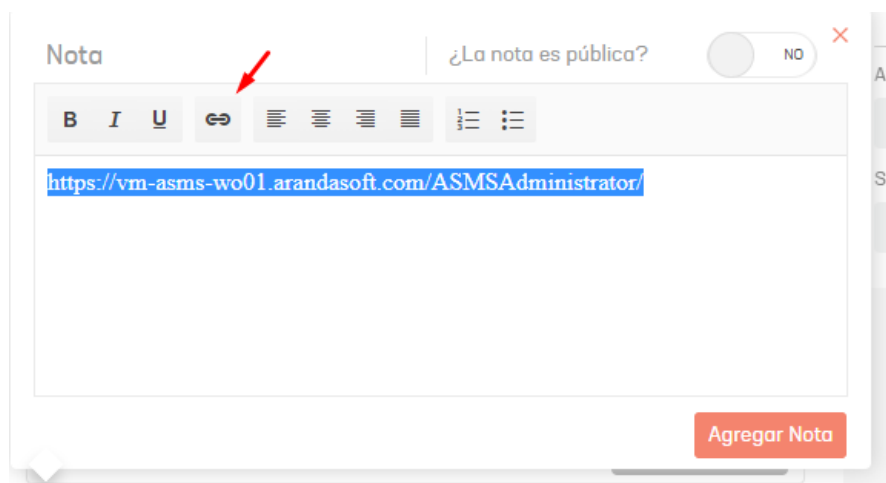 Nota
¿La nota es pública?
NO
B I U
https://vm-asms-wo01.arandasoft.com/ASMSAdministrator/
Agregar Nota
A
S